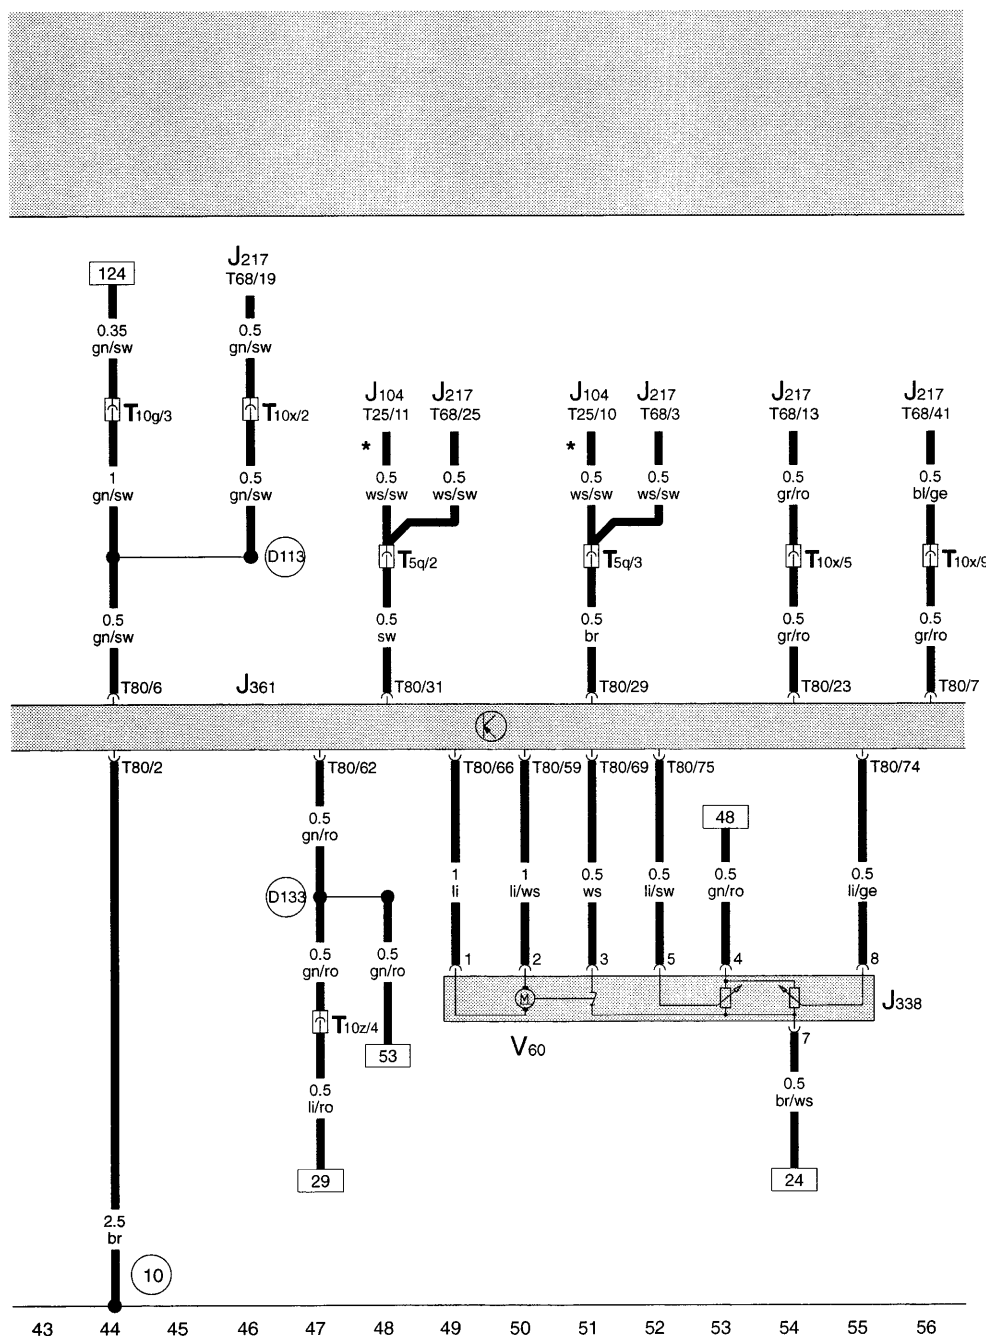 J217
124
T68/19
0.35
gn/sw
0.5
gn/sw
J104
J217
J104
J217
J217
J217
T10g/3
T10x/2
T25/11
T68/25
T25/10
T68/3
T68/13
T68/41
*
*
1
gn/sw
0.5
gn/sw
0.5
ws/sw
0.5
ws/sw
0.5
ws/sw
0.5
ws/sw
0.5
gr/ro
0.5
bl/ge
D113
T5q/2
T5q/3
T10x/5
T10x/9
0.5
gn/sw
0.5
sw
0.5
br
0.5
gr/ro
0.5
gr/ro
T80/6
J361
T80/31
T80/29
T80/23
T80/7
T80/2
T80/62
T80/66
T80/59
T80/69
T80/75
T80/74
0.5
gn/ro
48
1
li
1
li/ws
0.5
ws
0.5
li/sw
0.5
gn/ro
0.5
li/ge
D133
0.5
gn/ro
0.5
gn/ro
1
2
3
5
4
8
M
J338
T10z/4
V60
53
7
0.5
li/ro
0.5
br/ws
29
24
2.5
br
10
43 44 45 46 47 48 49 50 51 52 53 54 55 56